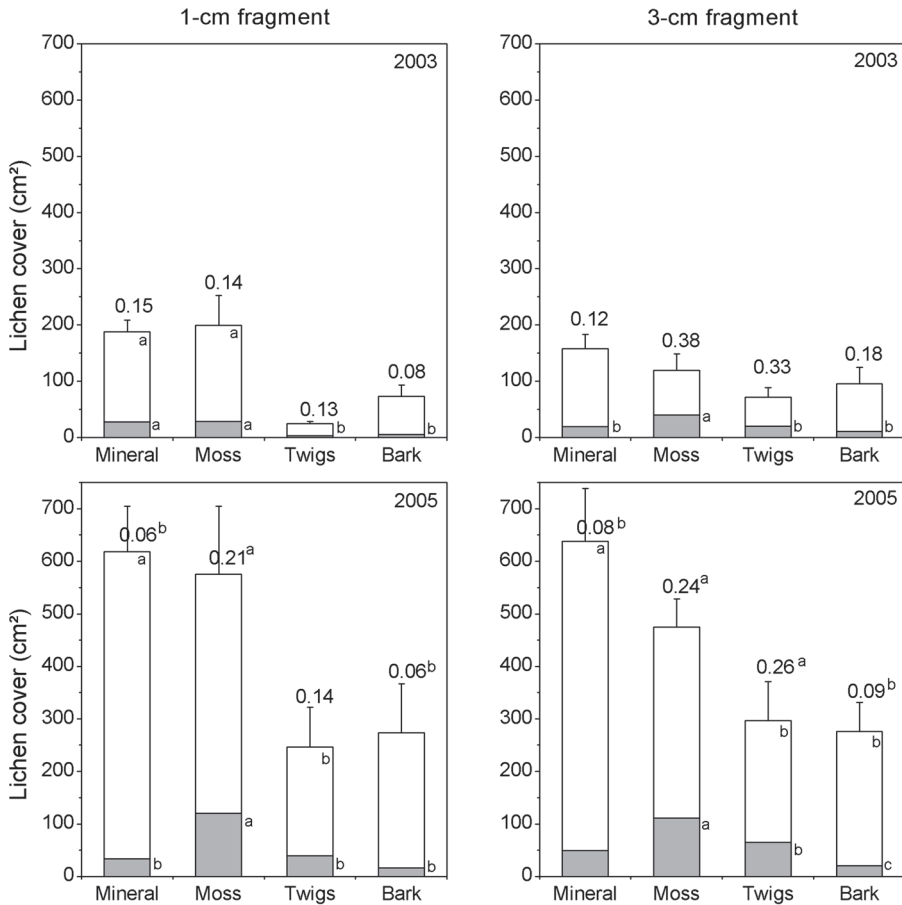 1-cm fragment
3-cm fragment
Lichen cover (cm²)
700
600
500
400
300
200
100
0
2003
0.15
a
a
0.14
a
a
0.13
b
0.08
b
Mineral Moss Twigs Bark
700
600
500
400
300
200
100
0
2003
0.12
b
0.38
a
0.33
b
0.18
b
Mineral Moss Twigs Bark
Lichen cover (cm²)
700
600
500
400
300
200
100
0
2005
0.06b
a
b
0.21a
a
0.14
b
b
0.06b
b
Mineral Moss Twigs Bark
700
600
500
400
300
200
100
0
2005
0.08b
a
0.24a
a
0.26a
b
b
0.09b
b
c
Mineral Moss Twigs Bark